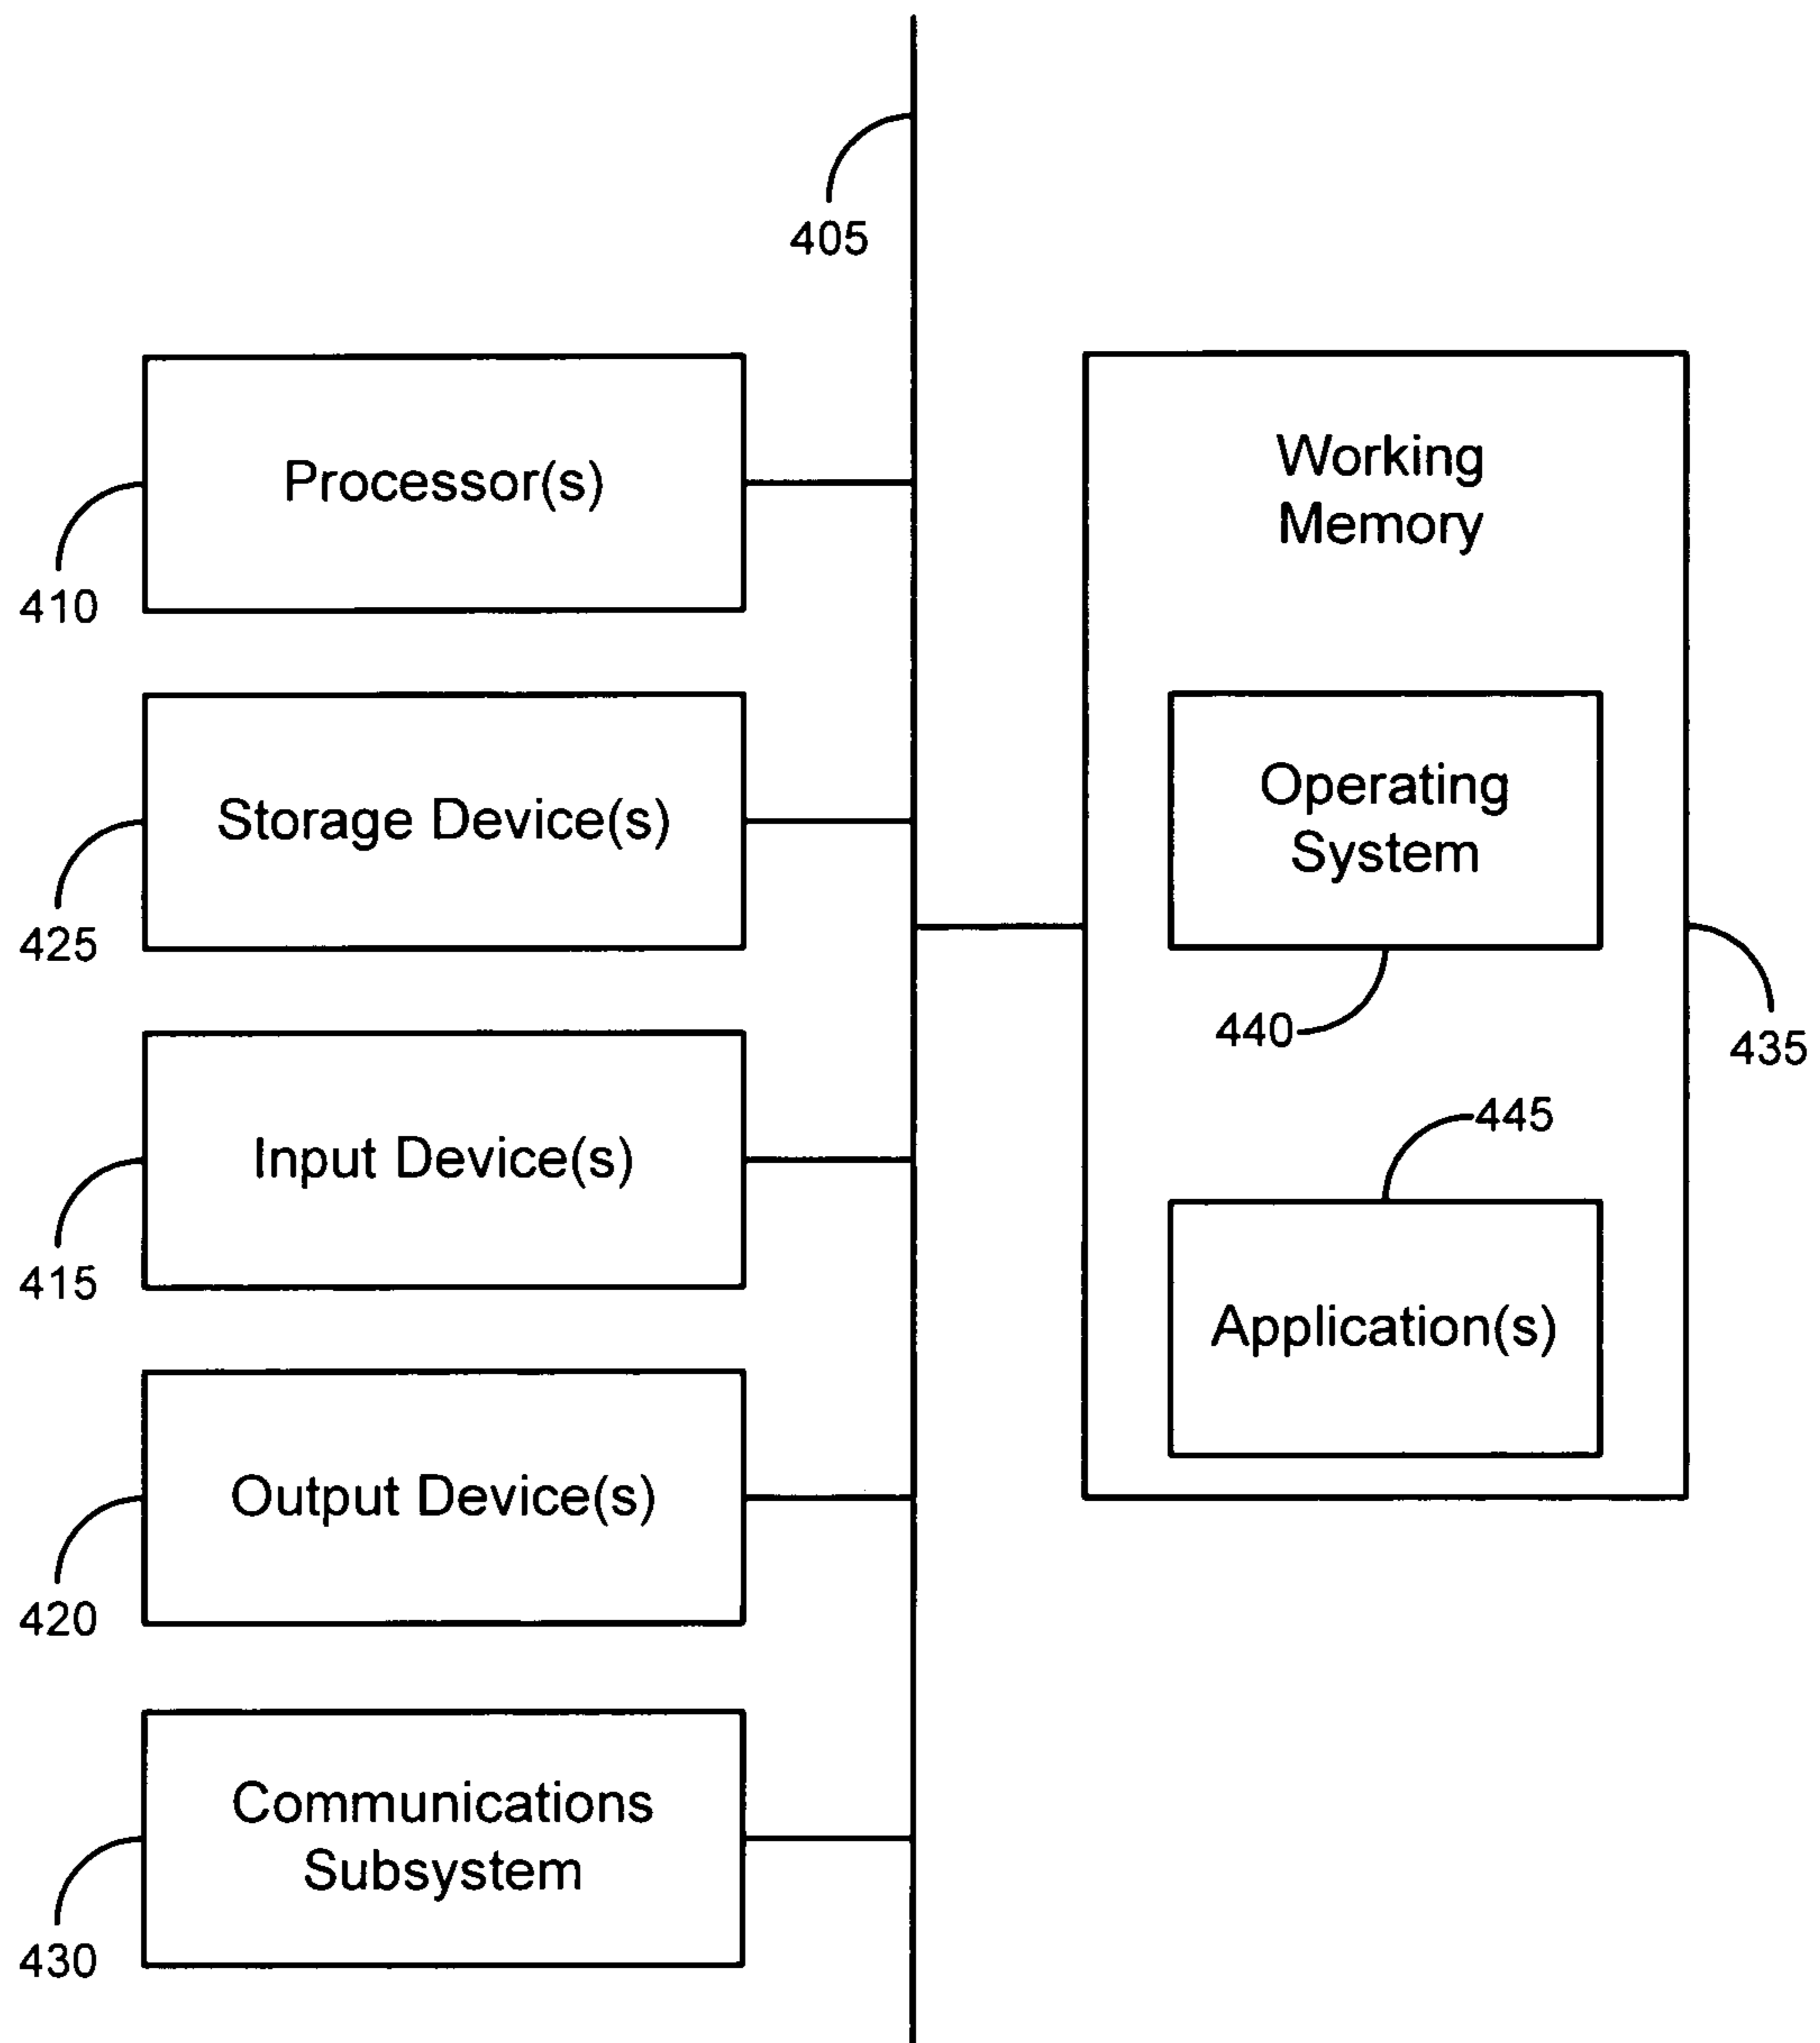 405
Processor(s)
410
Storage Device(s)
425
Input Device(s)
415
Output Device(s)
420
Communications
Subsystem
430
Working
Memory
Operating
System
440
435
445
Application(s)